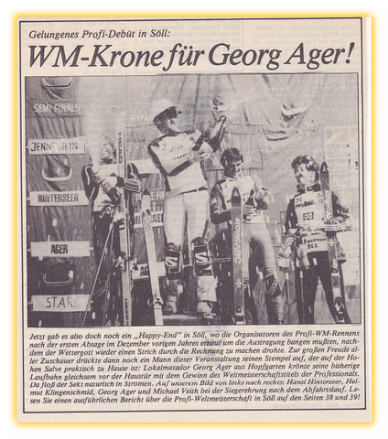 Gelungenes Profi-Debüt in Söll:
WM-Krone für Georg Ager!
SEMI FINALS
JENNEWEIN
HINTERSEER
AGER
START
Jetzt gab es also doch noch ein „Happy-End" in Söll, wo die Organisatoren des Profi-WM-Rennens
nach der ersten Absage im Dezember vorigen Jahres erneut um die Austragung bangen mußten, nach-
dem der Wettergott wieder einen Strich durch die Rechnung zu machen drohte. Zur großen Freude al-
ler Zuschauer drückte dann noch ein Mann dieser Veranstaltung seinen Stempel auf, der auf der Ho-
hen Salve praktisch zu Hause ist: Lokalmatador Georg Ager aus Hopfgarten krönte seine bisherige
Laufbahn gleichsam vor der Haustür mit dem Gewinn des Weltmeisterschaftstitels der Professionals.
Da floß der Sekt natürlich in Strömen. Auf unserem Bild von links nach rechts: Hansi Hinterseer, Hel-
mut Klingenschmid, Georg Ager und Michael Veith bei der Siegerehrung nach dem Abfahrtslauf. Le-
sen Sie einen ausführlichen Bericht über die Profi-Weltmeisterschaft in Söll auf den Seiten 38 und 39!